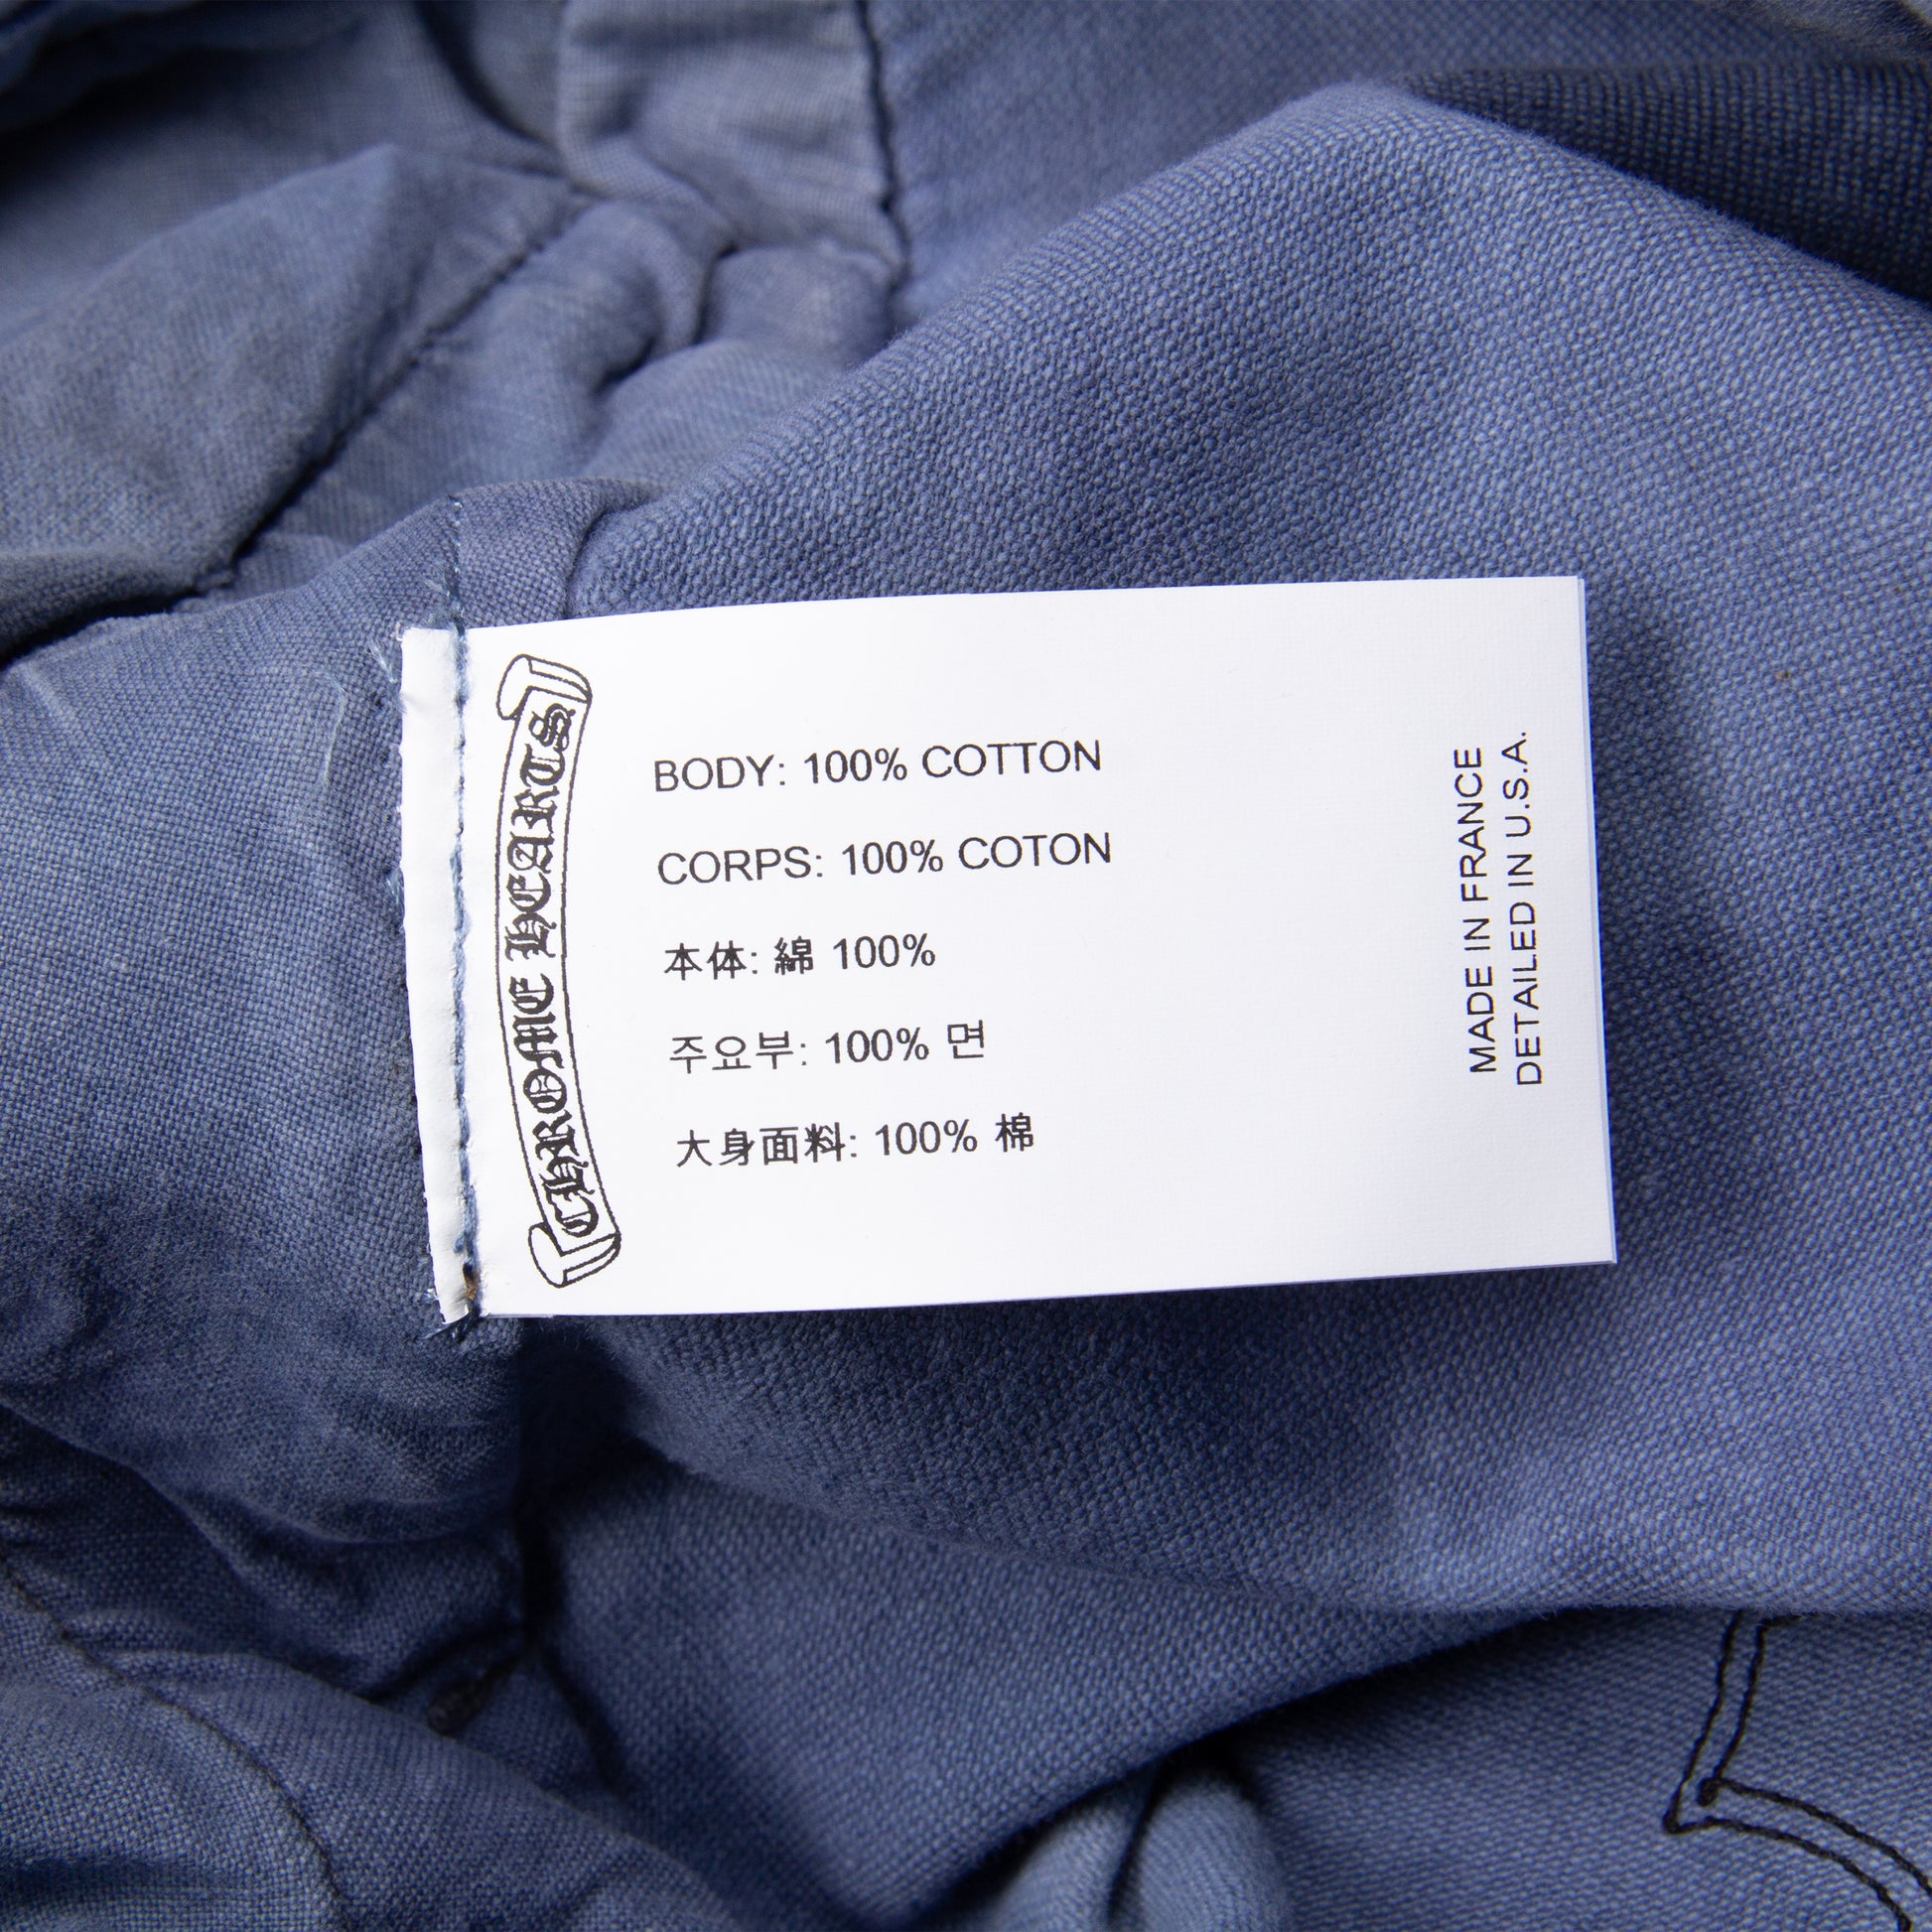 CHROME HEARTS
BODY: 100% COTTON
CORPS: 100% COTON
本体: 綿 100%
주요부: 100% 면
大身面料: 100% 棉
MADE IN FRANCE
DETAILED IN U.S.A.